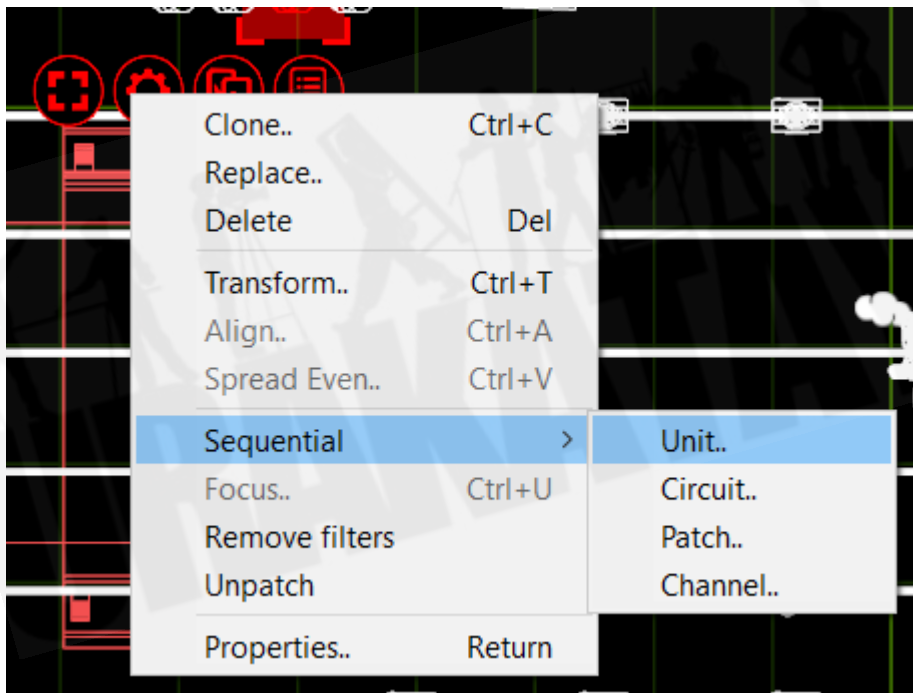 Clone.. Ctrl+C
Replace..
Delete Del
Transform.. Ctrl+T
Align.. Ctrl+A
Spread Even.. Ctrl+V
Sequential >
Unit..
Focus.. Ctrl+U
Circuit..
Remove filters
Patch..
Unpatch
Channel..
Properties.. Return